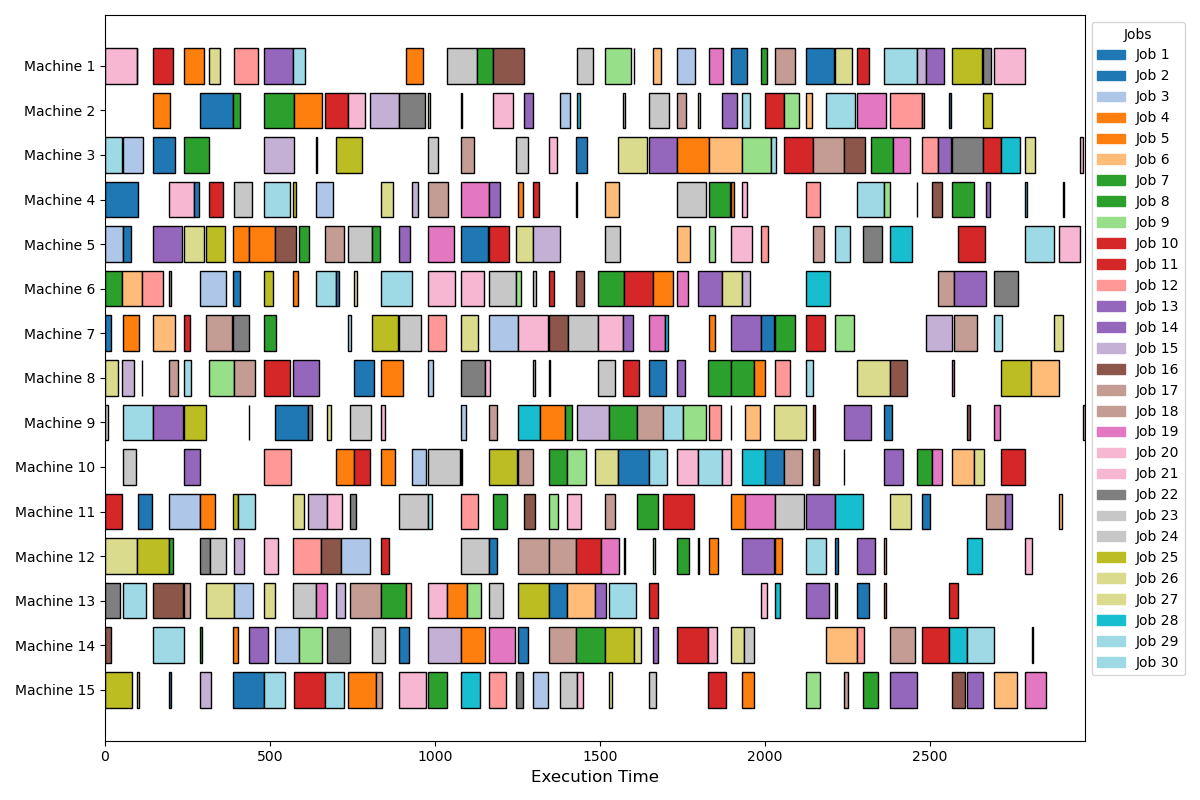 Machine 1
Machine 2
Machine 3
Machine 4
Machine 5
Machine 6
Machine 7
Machine 8
Machine 9
Machine 10
Machine 11
Machine 12
Machine 13
Machine 14
Machine 15
0 500 1000 1500 2000 2500
Execution Time
Jobs
Job 1
Job 2
Job 3
Job 4
Job 5
Job 6
Job 7
Job 8
Job 9
Job 10
Job 11
Job 12
Job 13
Job 14
Job 15
Job 16
Job 17
Job 18
Job 19
Job 20
Job 21
Job 22
Job 23
Job 24
Job 25
Job 26
Job 27
Job 28
Job 29
Job 30